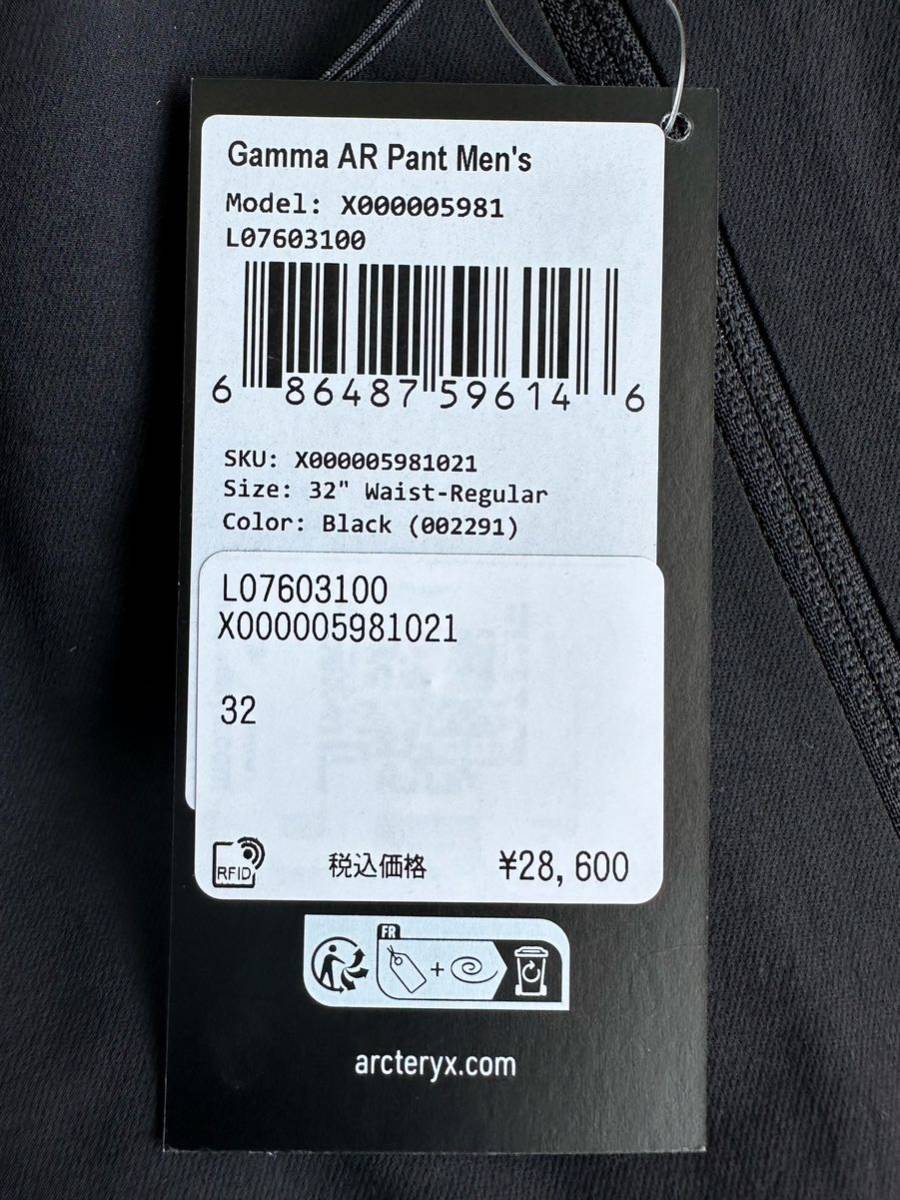 Gamma AR Pant Men's
Model: X000005981
L07603100
6 86487 59614 6
SKU: X000005981021
Size: 32" Waist-Regular
Color: Black (002291)
L07603100
X000005981021
32
RFID 税込価格 ¥28,600
FR
arcteryx.com